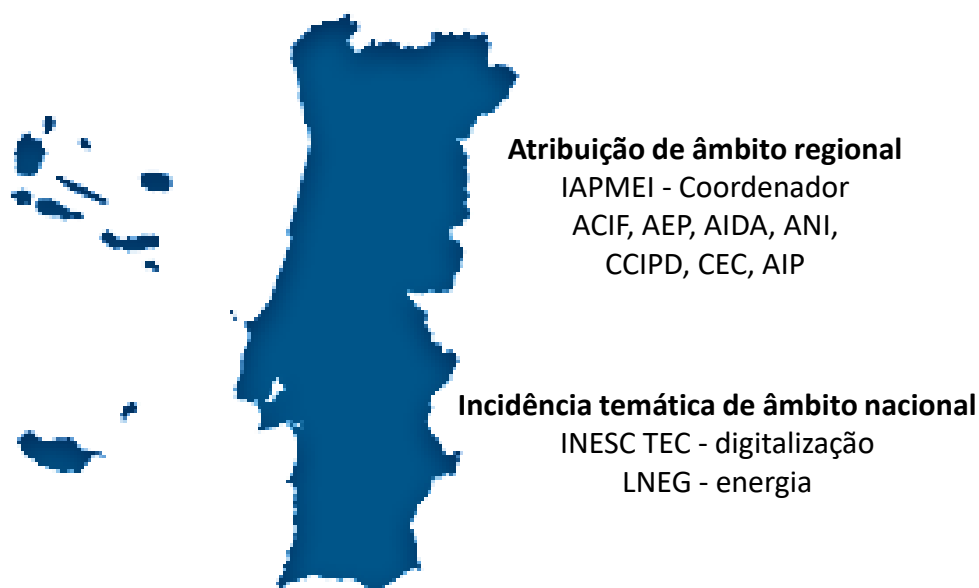 Atribuição de âmbito regional
IAPMEI - Coordenador
ACIF, AEP, AIDA, ANI,
CCIPD, CEC, AIP
Incidência temática de âmbito nacional
INESC TEC - digitalização
LNEG - energia